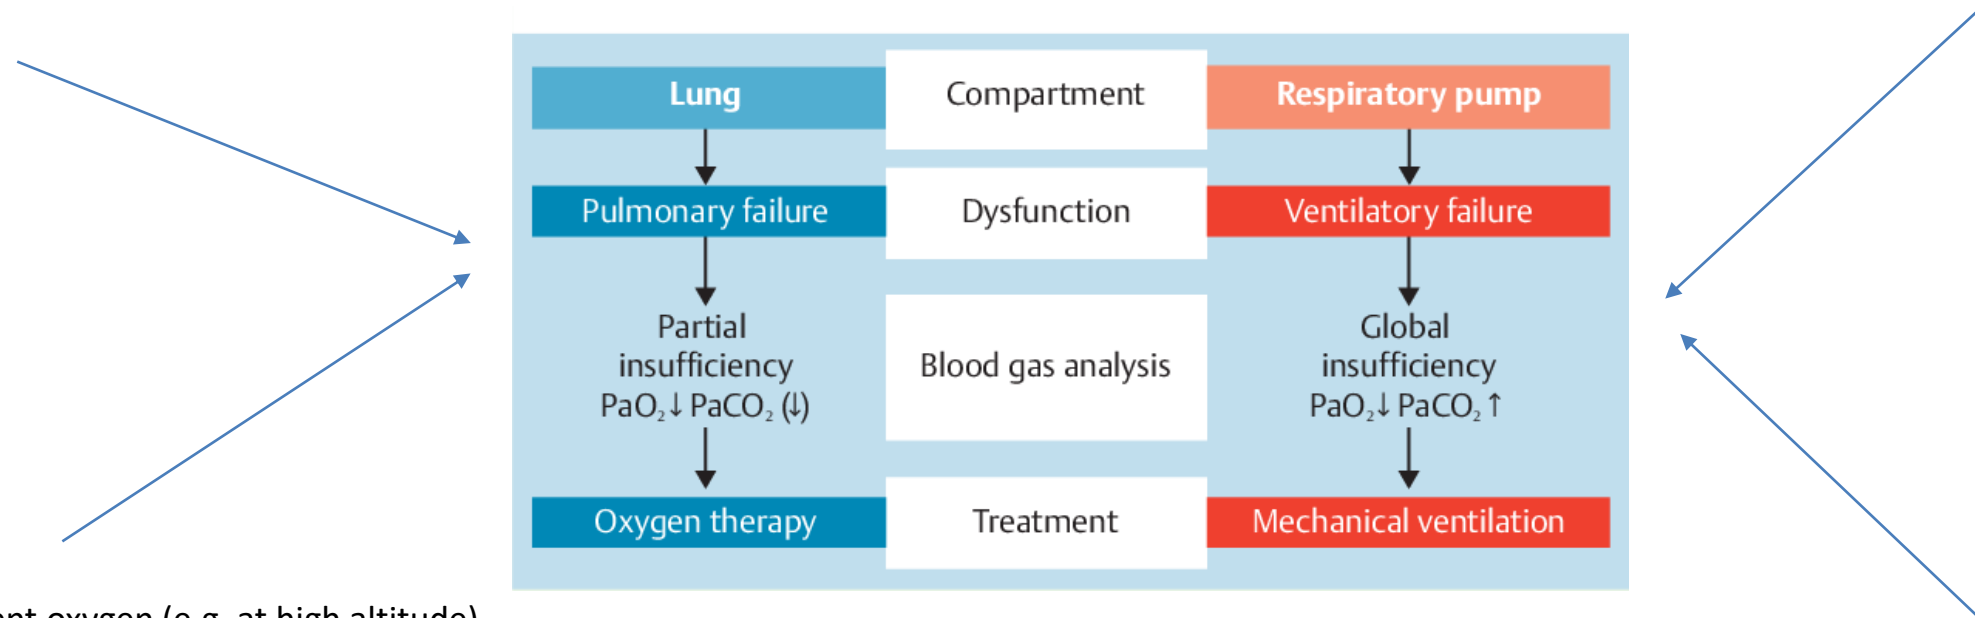 Lung Compartment Respiratory pump
Pulmonary failure Dysfunction Ventilatory failure
Partial
insufficiency
PaO₂↓ PaCO₂ (↓)
Blood gas analysis
Global
insufficiency
PaO₂↓ PaCO₂ ↑
Oxygen therapy Treatment Mechanical ventilation
oxygen (e.g. at high altitude)